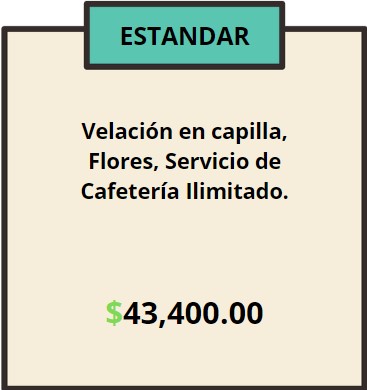 ESTANDAR
Velación en capilla,
Flores, Servicio de
Cafetería Ilimitado.
$43,400.00